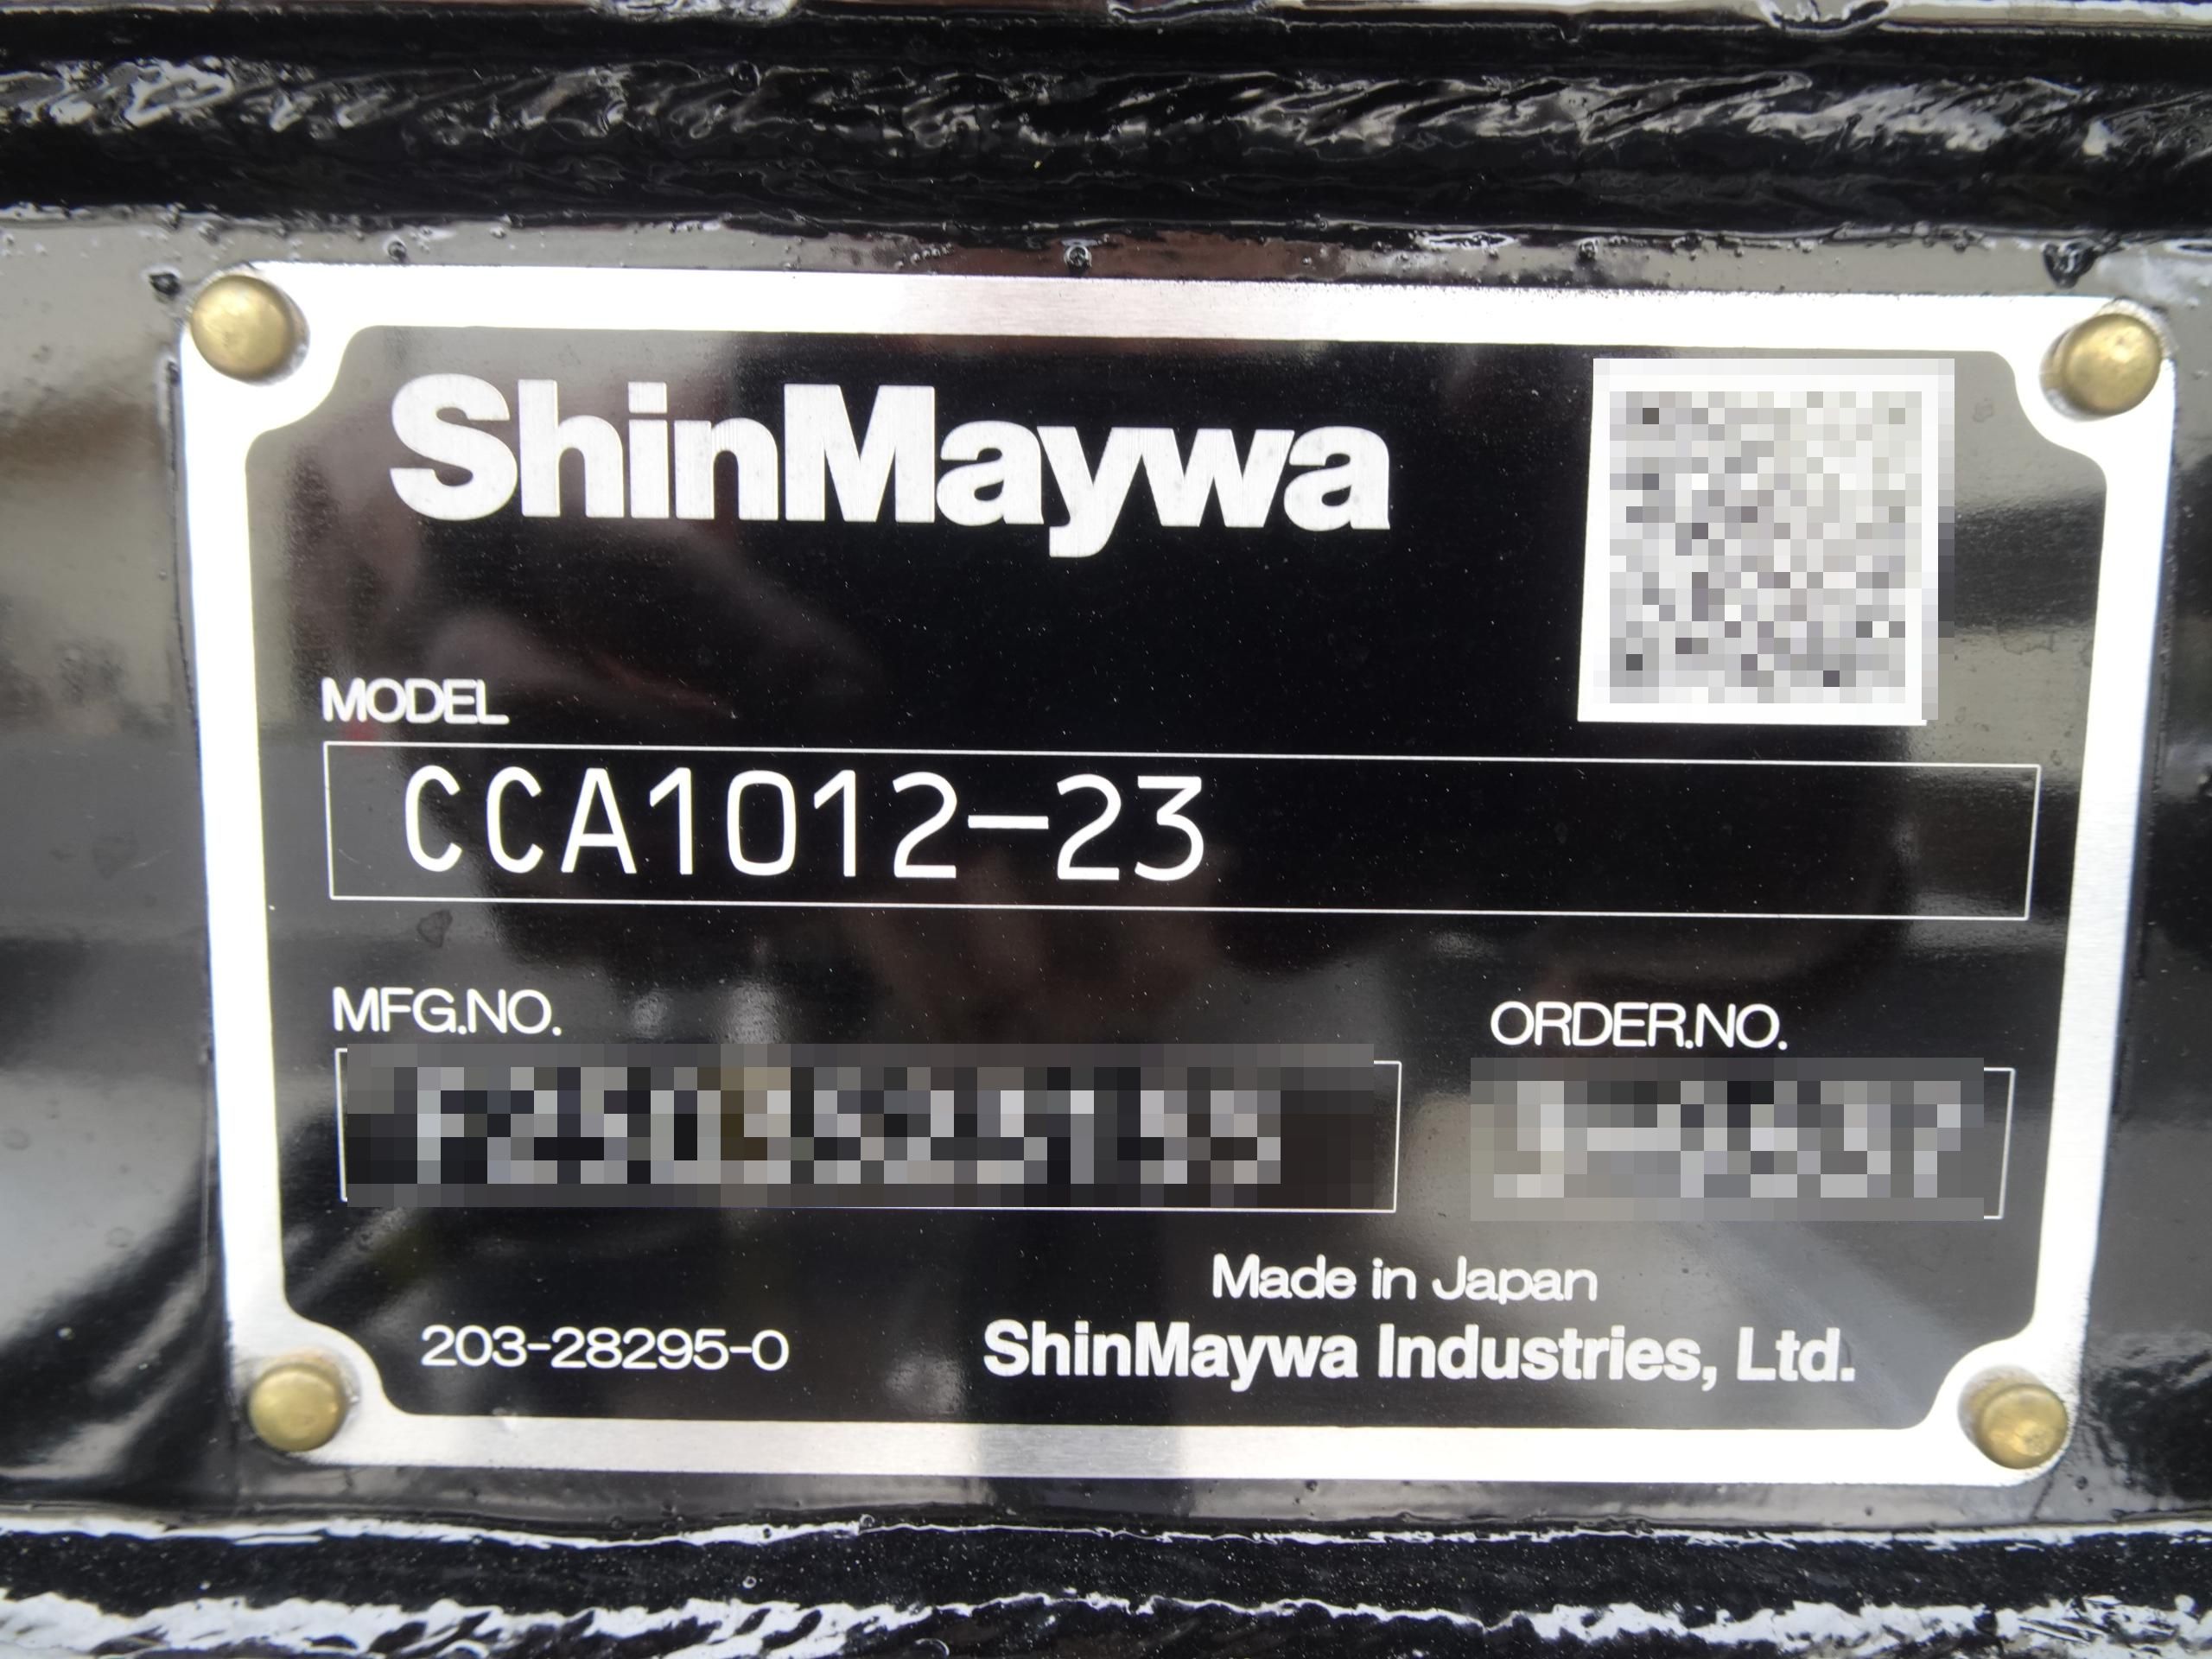 ShinMaywa
MODEL
CCA1012-23
MFG.NO.
ORDER.NO.
Made in Japan
203-28295-0
ShinMaywa Industries, Ltd.